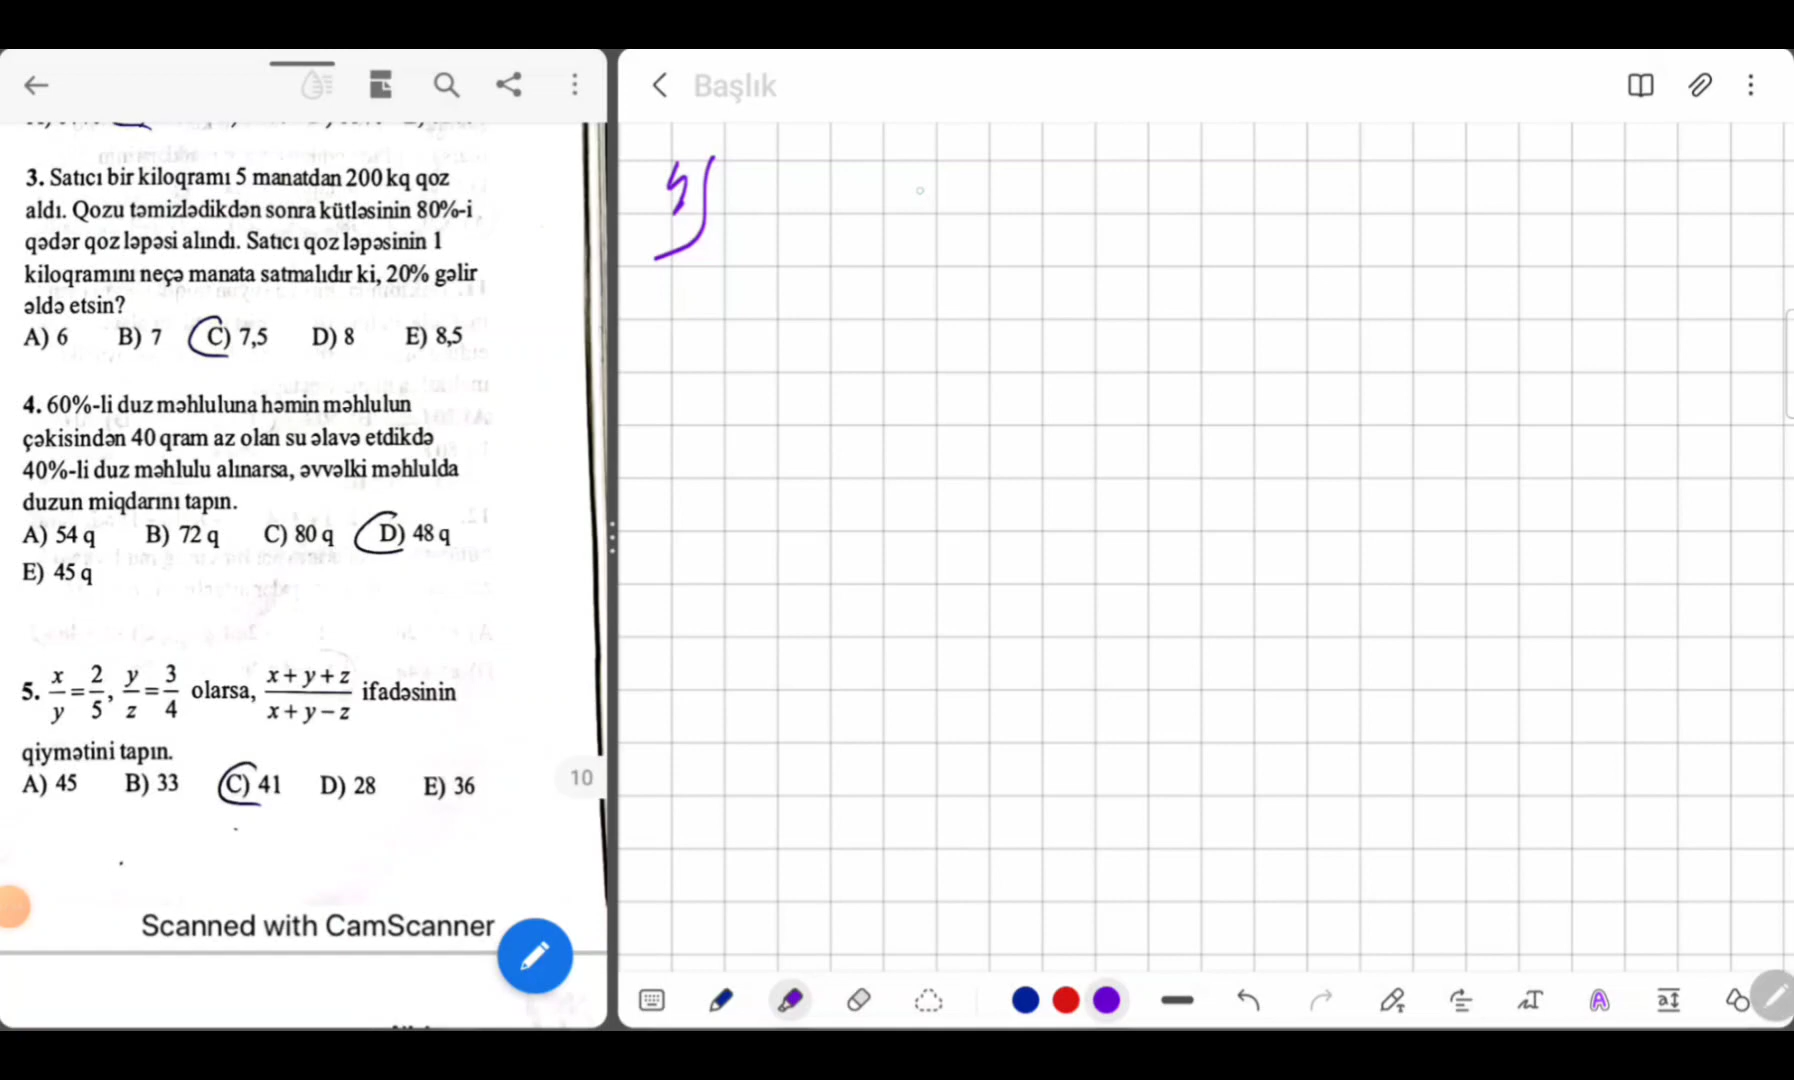 Başlık
3. Satıcı bir kiloqramı 5 manatdan 200 kq qoz
aldı. Qozu təmizlədikdən sonra kütləsinin 80%-i
qədər qoz ləpəsi alındı. Satıcı qoz ləpəsinin 1
kiloqramını neçə manata satmalıdır ki, 20% gəlir
əldə etsin?
A) 6 B) 7 C) 7,5 D) 8 E) 8,5
4. 60%-li duz məhluluna həmin məhlulun
çəkisindən 40 qram az olan su əlavə etdikdə
40%-li duz məhlulu alınarsa, əvvəlki məhlulda
duzun miqdarını tapın.
A) 54 q B) 72 q C) 80 q D) 48 q
E) 45 q
5. x/y = 2/5, y/z = 3/4 olarsa, (x + y + z)/(x + y − z) ifadəsinin
qiymətini tapın.
A) 45 B) 33 C) 41 D) 28 E) 36
10
Scanned with CamScanner